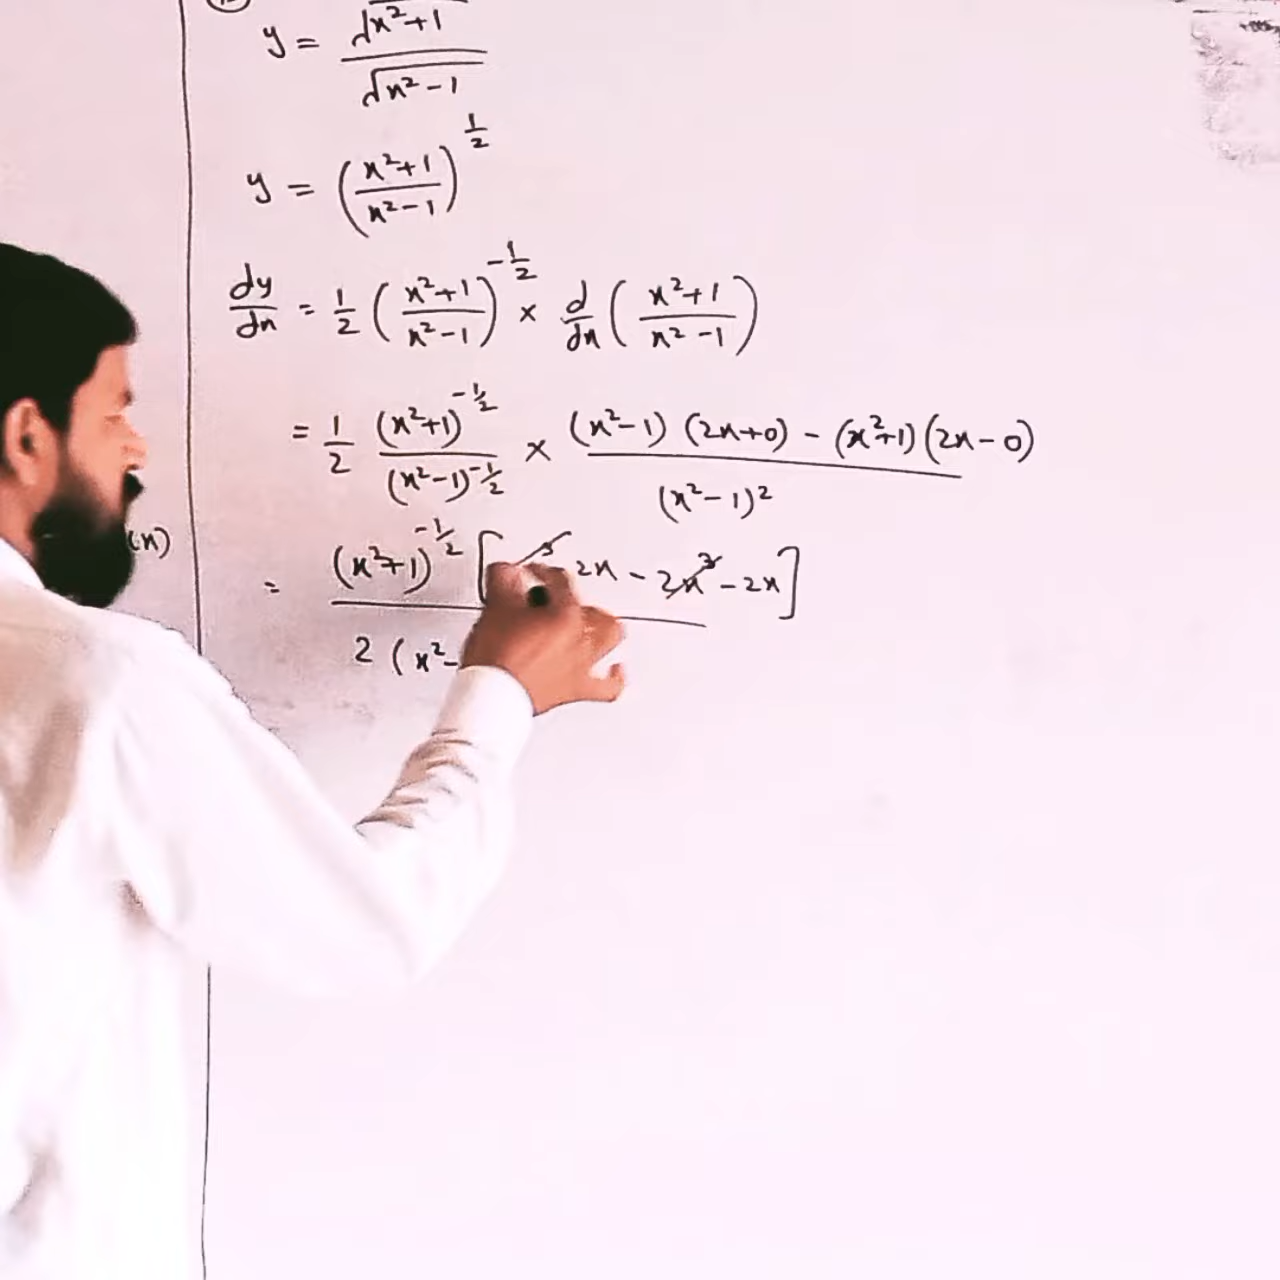 y = √x²+1 / √x²-1
y = (x²+1 / x²-1)^1/2
dy/dx = 1/2 (x²+1 / x²-1)^-1/2 × d/dx (x²+1 / x²-1)
= 1/2 (x²+1)^-1/2 / (x²-1)^-1/2 × (x²-1) (2x+0) - (x²+1) (2x-0) / (x²-1)²
(x)
= (x²+1)^-1/2 [ 2x - 2x³ - 2x] / 2 (x²-